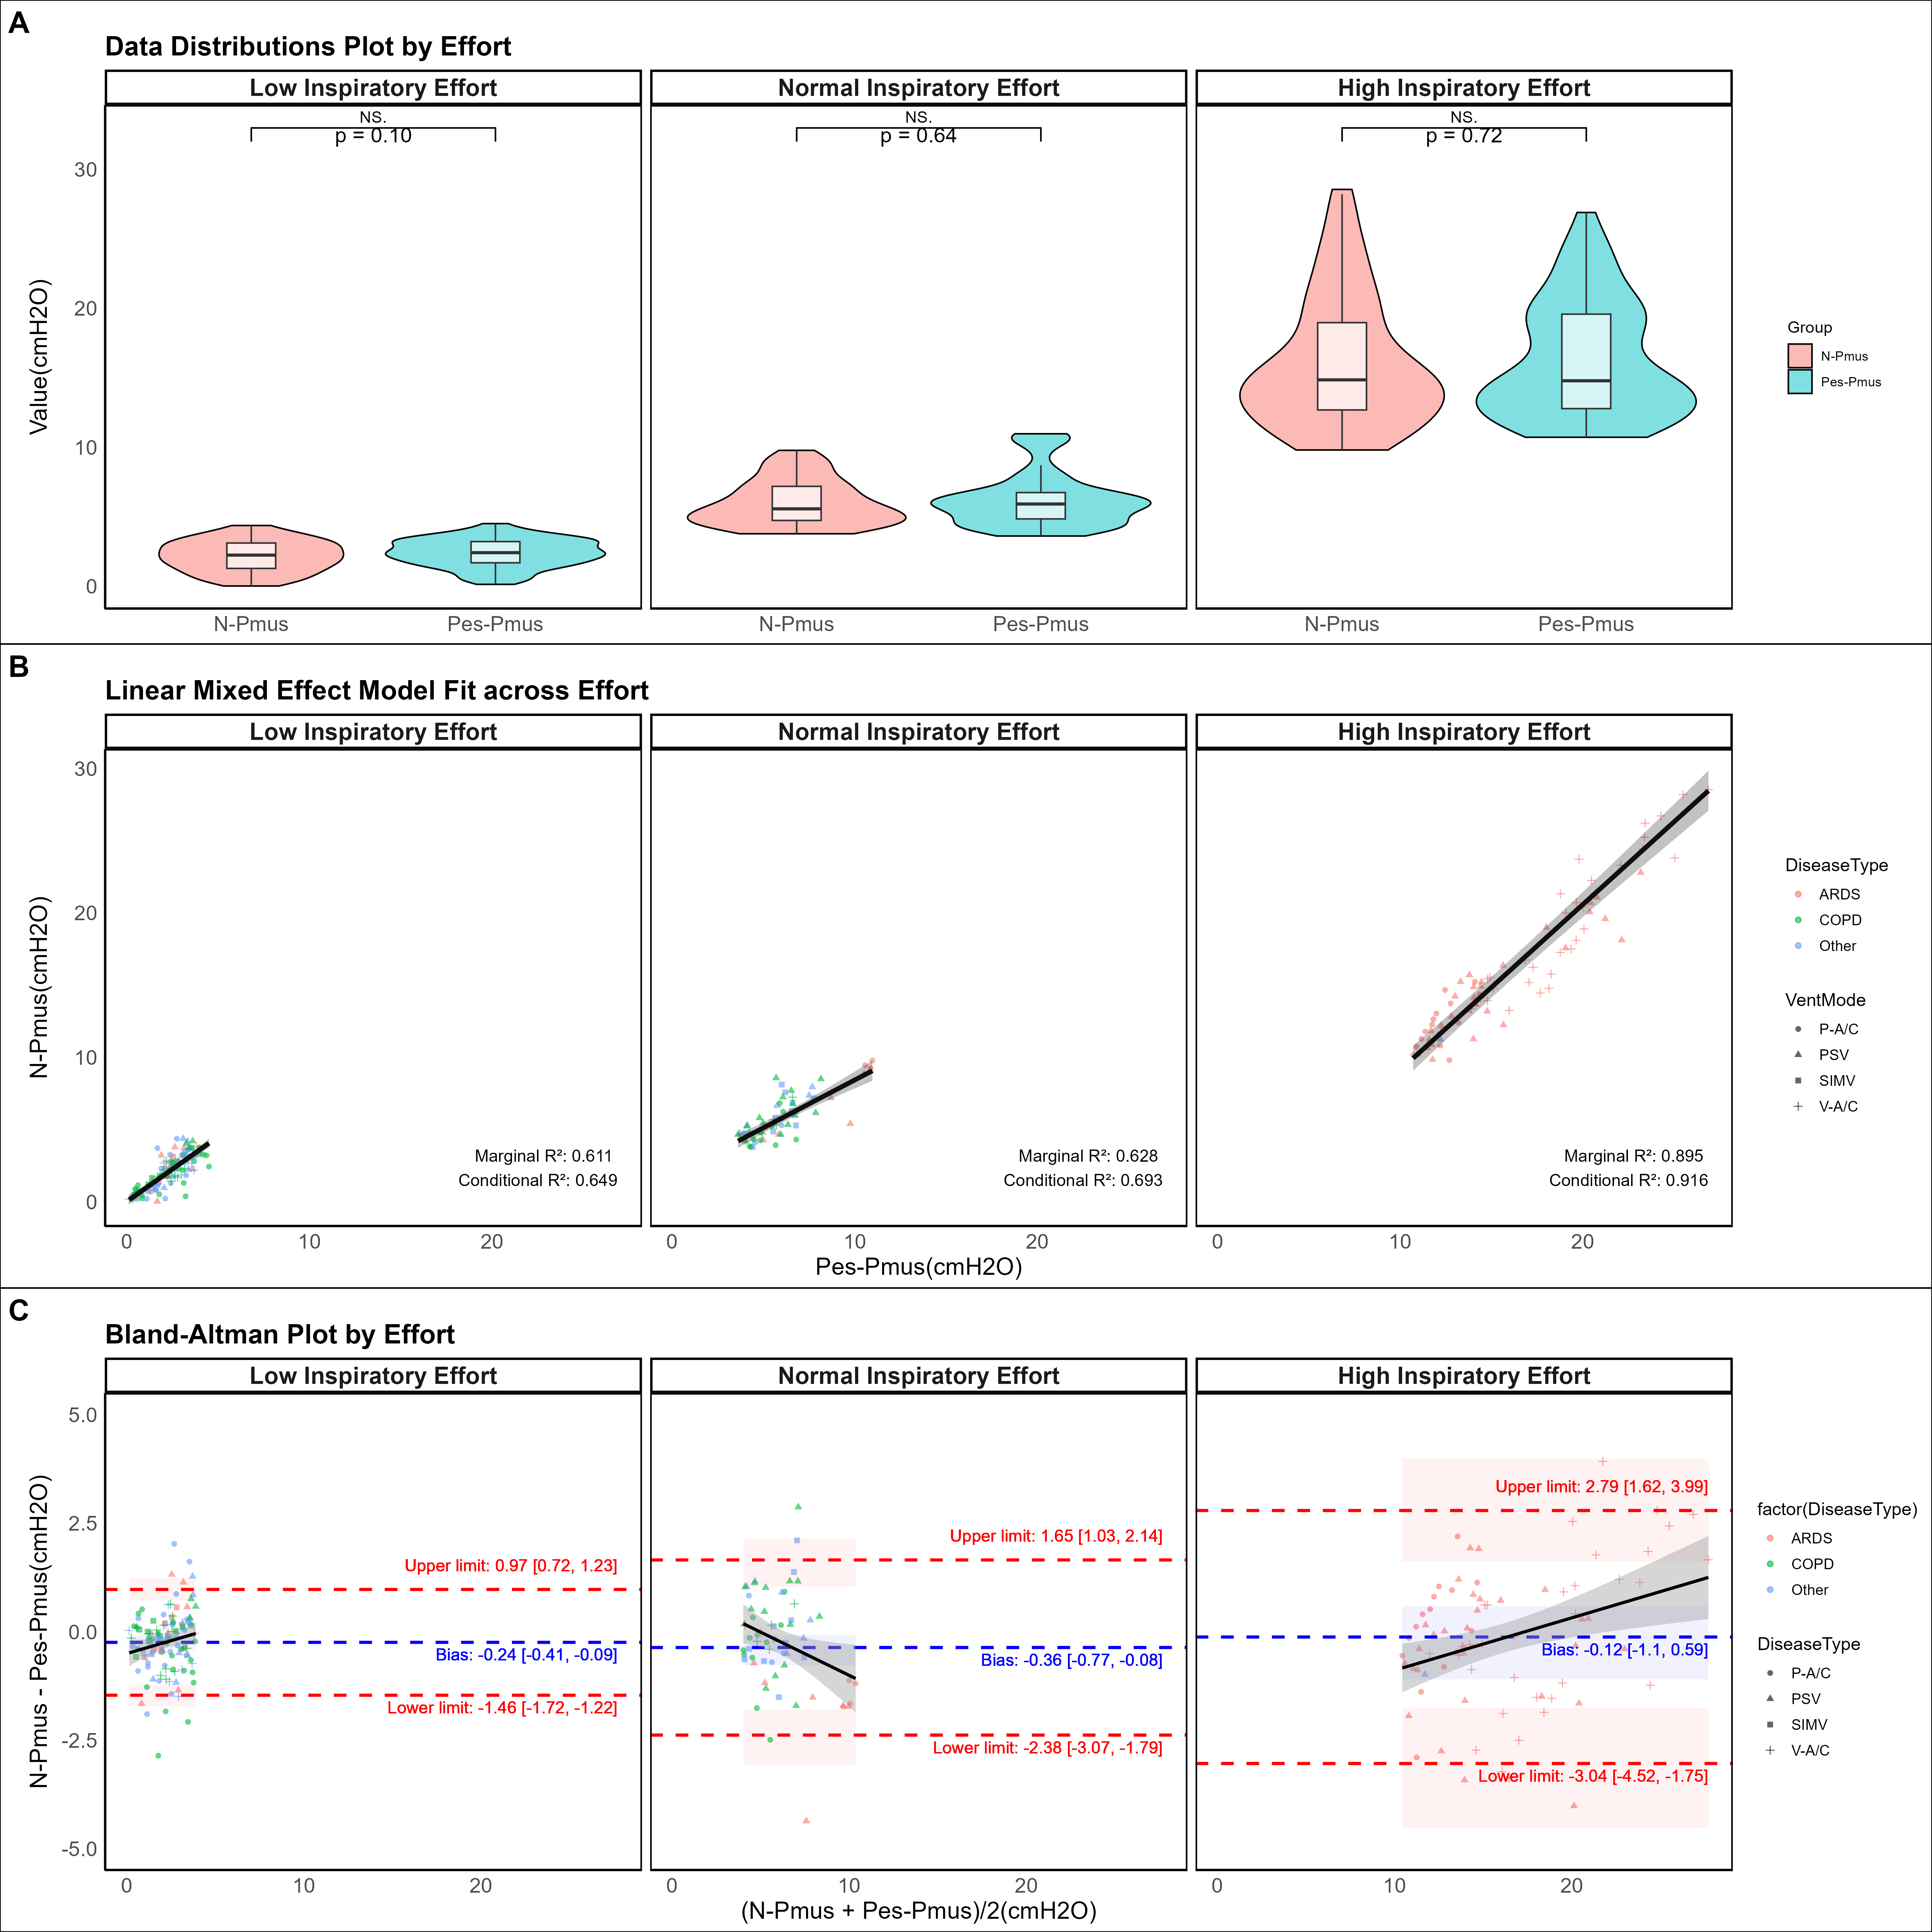 A
Data Distributions Plot by Effort
Low Inspiratory Effort
Normal Inspiratory Effort
High Inspiratory Effort
NS.
p = 0.10
NS.
p = 0.64
NS.
p = 0.72
Value(cmH2O)
30
20
10
0
N-Pmus
Pes-Pmus
N-Pmus
Pes-Pmus
N-Pmus
Pes-Pmus
Group
N-Pmus
Pes-Pmus
B
Linear Mixed Effect Model Fit across Effort
Low Inspiratory Effort
Normal Inspiratory Effort
High Inspiratory Effort
N-Pmus(cmH2O)
30
20
10
0
Marginal R²: 0.611
Conditional R²: 0.649
Marginal R²: 0.628
Conditional R²: 0.693
Marginal R²: 0.895
Conditional R²: 0.916
0
10
20
0
10
20
0
10
20
Pes-Pmus(cmH2O)
DiseaseType
ARDS
COPD
Other
VentMode
P-A/C
PSV
SIMV
V-A/C
C
Bland-Altman Plot by Effort
Low Inspiratory Effort
Normal Inspiratory Effort
High Inspiratory Effort
N-Pmus - Pes-Pmus(cmH2O)
5.0
2.5
0.0
-2.5
-5.0
Upper limit: 0.97 [0.72, 1.23]
Bias: -0.24 [-0.41, -0.09]
Lower limit: -1.46 [-1.72, -1.22]
Upper limit: 1.65 [1.03, 2.14]
Bias: -0.36 [-0.77, -0.08]
Lower limit: -2.38 [-3.07, -1.79]
Upper limit: 2.79 [1.62, 3.99]
Bias: -0.12 [-1.1, 0.59]
Lower limit: -3.04 [-4.52, -1.75]
0
10
20
0
10
20
0
10
20
(N-Pmus + Pes-Pmus)/2(cmH2O)
factor(DiseaseType)
ARDS
COPD
Other
DiseaseType
P-A/C
PSV
SIMV
V-A/C